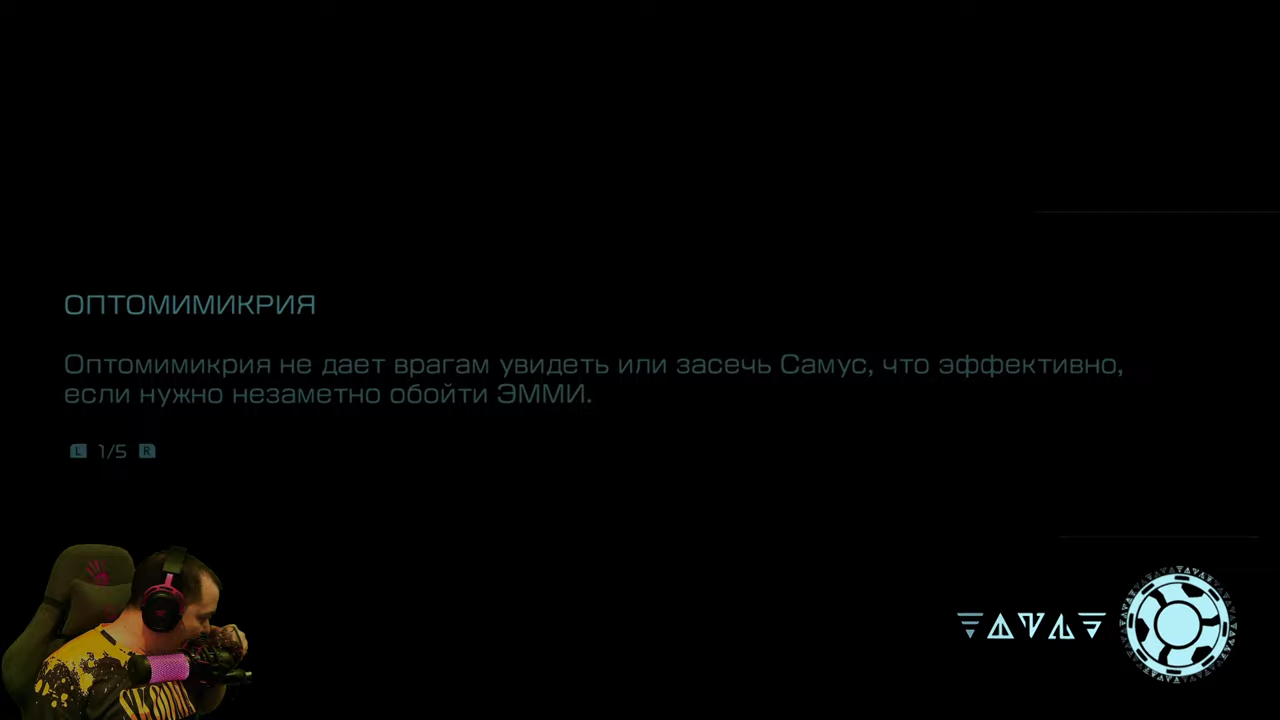 ОПТОМИМИКРИЯ
Оптомимикрия не дает врагам увидеть или засечь Самус, что эффективно,
если нужно незаметно обойти ЭММИ.
L 1/5 R